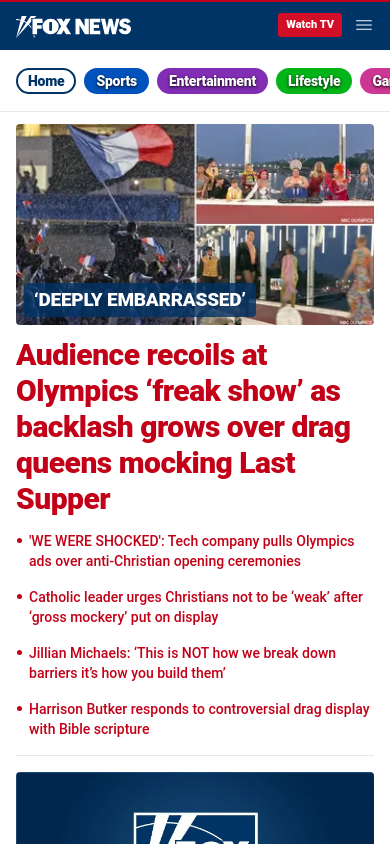 FOX NEWS
Watch TV
Home
Sports
Entertainment
Lifestyle
Ga
NBC OLYMPICS
NBC OLYMPICS
‘DEEPLY EMBARRASSED’
Audience recoils at
Olympics ‘freak show’ as
backlash grows over drag
queens mocking Last
Supper
• 'WE WERE SHOCKED': Tech company pulls Olympics
ads over anti-Christian opening ceremonies
• Catholic leader urges Christians not to be ‘weak’ after
‘gross mockery’ put on display
• Jillian Michaels: ‘This is NOT how we break down
barriers it’s how you build them’
• Harrison Butker responds to controversial drag display
with Bible scripture
FOX